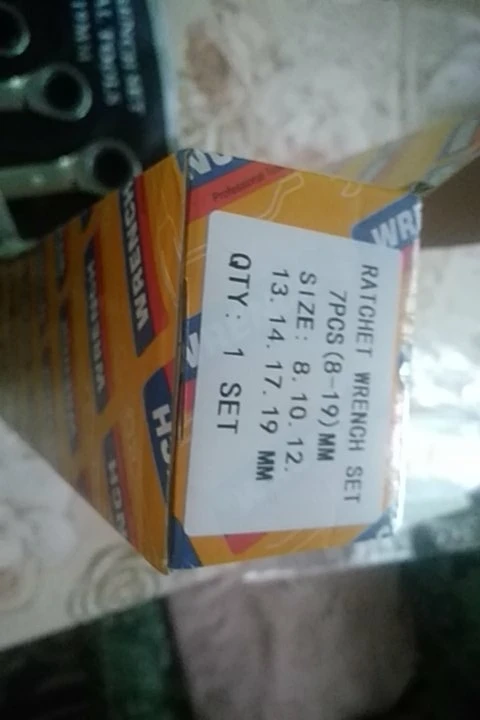 RATCHET WRENCH SET
7PCS(8-19)MM
SIZE: 8.10.12.
13.14.17.19 MM
QTY: 1 SET
Professional
WRENCH